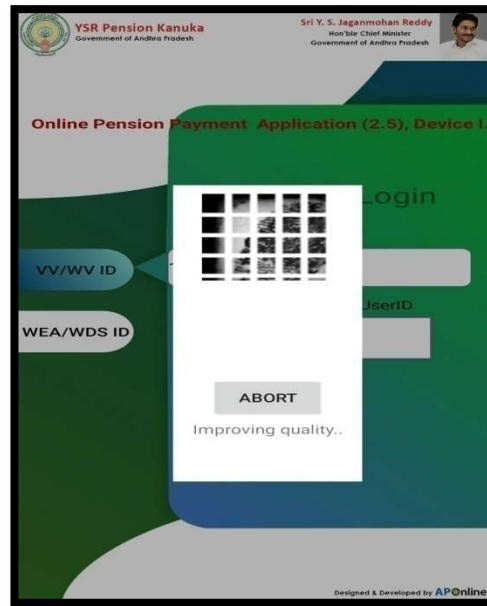 YSR Pension Kanuka
Government of Andhra Pradesh
Sri Y. S. Jaganmohan Reddy
Hon'ble Chief Minister
Government of Andhra Pradesh
Online Pension Payment Application (2.5), Device I.
Login
VV/WV ID
UserID
WEA/WDS ID
ABORT
Improving quality..
Designed & Developed by APOnline